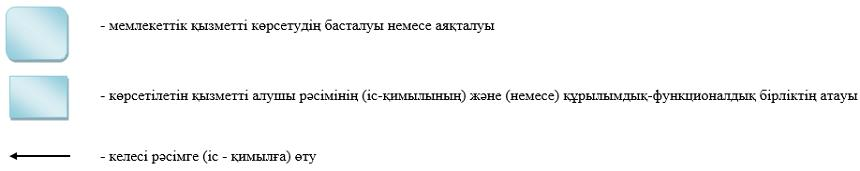 - мемлекеттік қызметті көрсетудің басталуы немесе аяқталуы
- көрсетілетін қызметті алушы рәсімінің (іс-қимылының) және (немесе) құрылымдық-функционалдық бірліктің атауы
- келесі рәсімге (іс - қимылға) өту